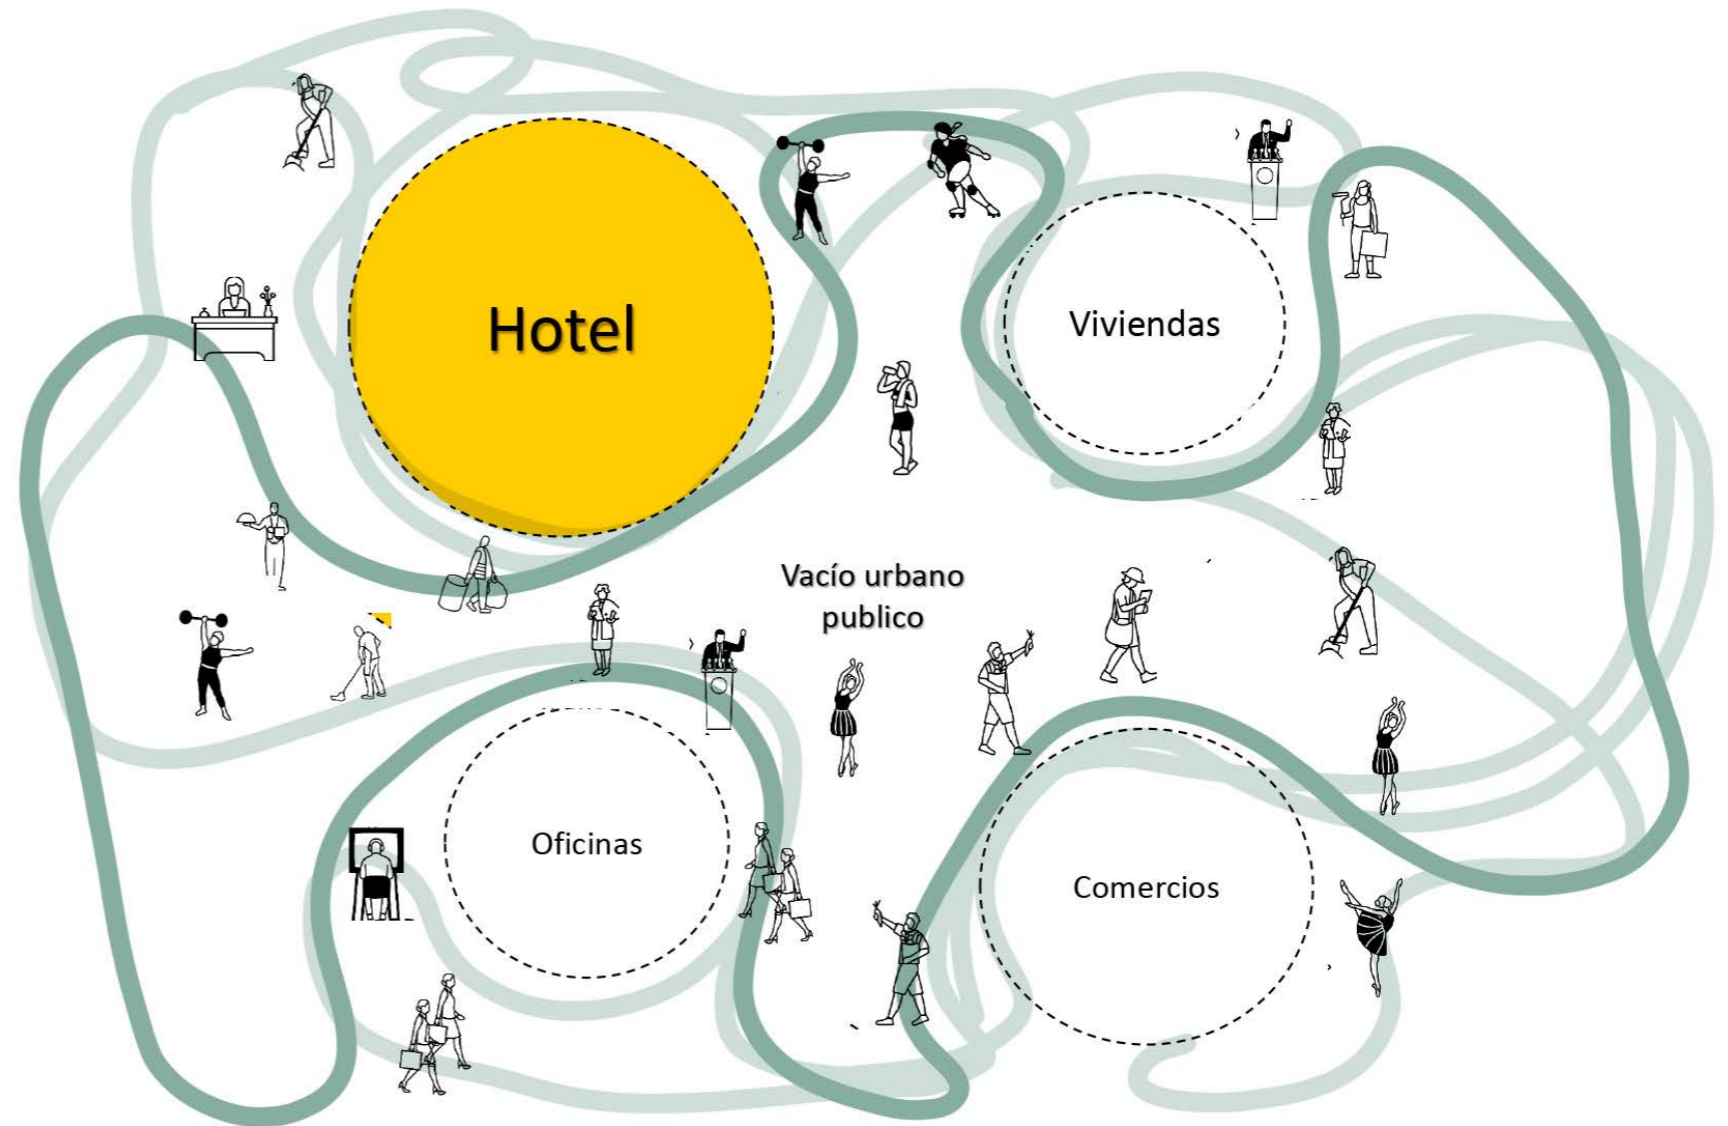 Hotel
Viviendas
Vacío urbano
publico
Oficinas
Comercios